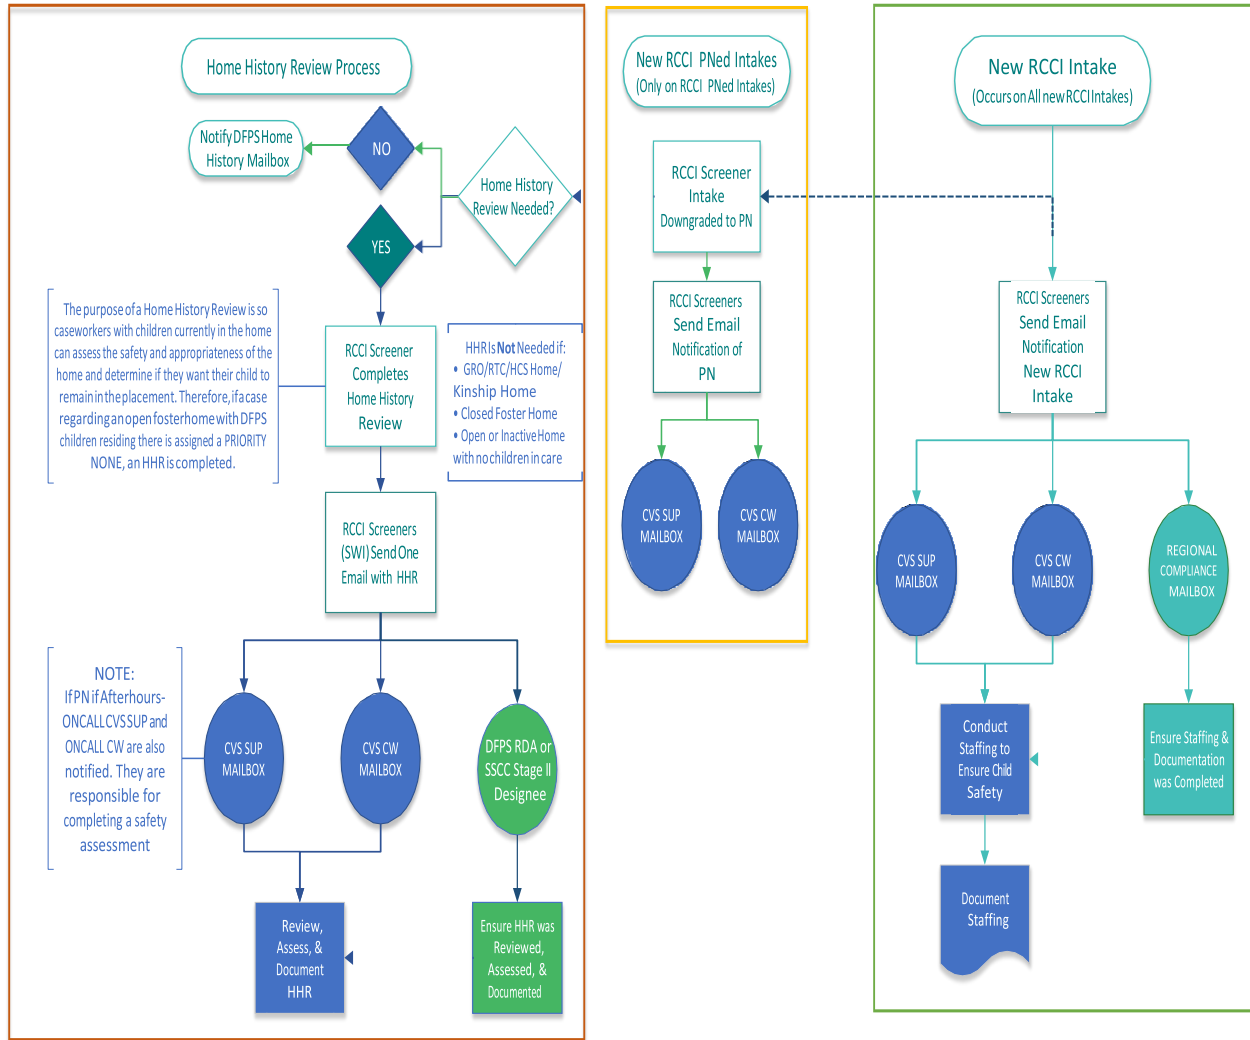 Home History Review Process
NO
Notify DFPS Home
History Mailbox
Home History
Review Needed?
YES
The purpose of a Home History Review is so
caseworkers with children currently in the home
can assess the safety and appropriateness of the
home and determine if they want their child to
remain in the placement. Therefore, if a case
regarding an open foster home with DFPS
children residing there is assigned a PRIORITY
NONE, an HHR is completed.
RCCI Screener
Completes
Home History
Review
HHR Is Not Needed if:
• GRO/RTC/HCS Home/
Kinship Home
• Closed Foster Home
• Open or Inactive Home
with no children in care
RCCI Screeners
(SWI) Send One
Email with HHR
NOTE:
If PN if Afterhours-
ONCALL CVS SUP and
ONCALL CW are also
notified. They are
responsible for
completing a safety
assessment
CVS SUP
MAILBOX
CVS CW
MAILBOX
DFPS RDA or
SSCC Stage II
Designee
Review,
Assess, &
Document
HHR
Ensure HHR was
Reviewed,
Assessed, &
Documented
New RCCI PNed Intakes
(Only on RCCI PNed Intakes)
RCCI Screener
Intake
Downgraded to PN
RCCI Screeners
Send Email
Notification of
PN
CVS SUP
MAILBOX
CVS CW
MAILBOX
New RCCI Intake
(Occurs on All new RCCI Intakes)
RCCI Screeners
Send Email
Notification
New RCCI
Intake
CVS SUP
MAILBOX
CVS CW
MAILBOX
REGIONAL
COMPLIANCE
MAILBOX
Conduct
Staffing to
Ensure Child
Safety
Ensure Staffing &
Documentation
was Completed
Document
Staffing